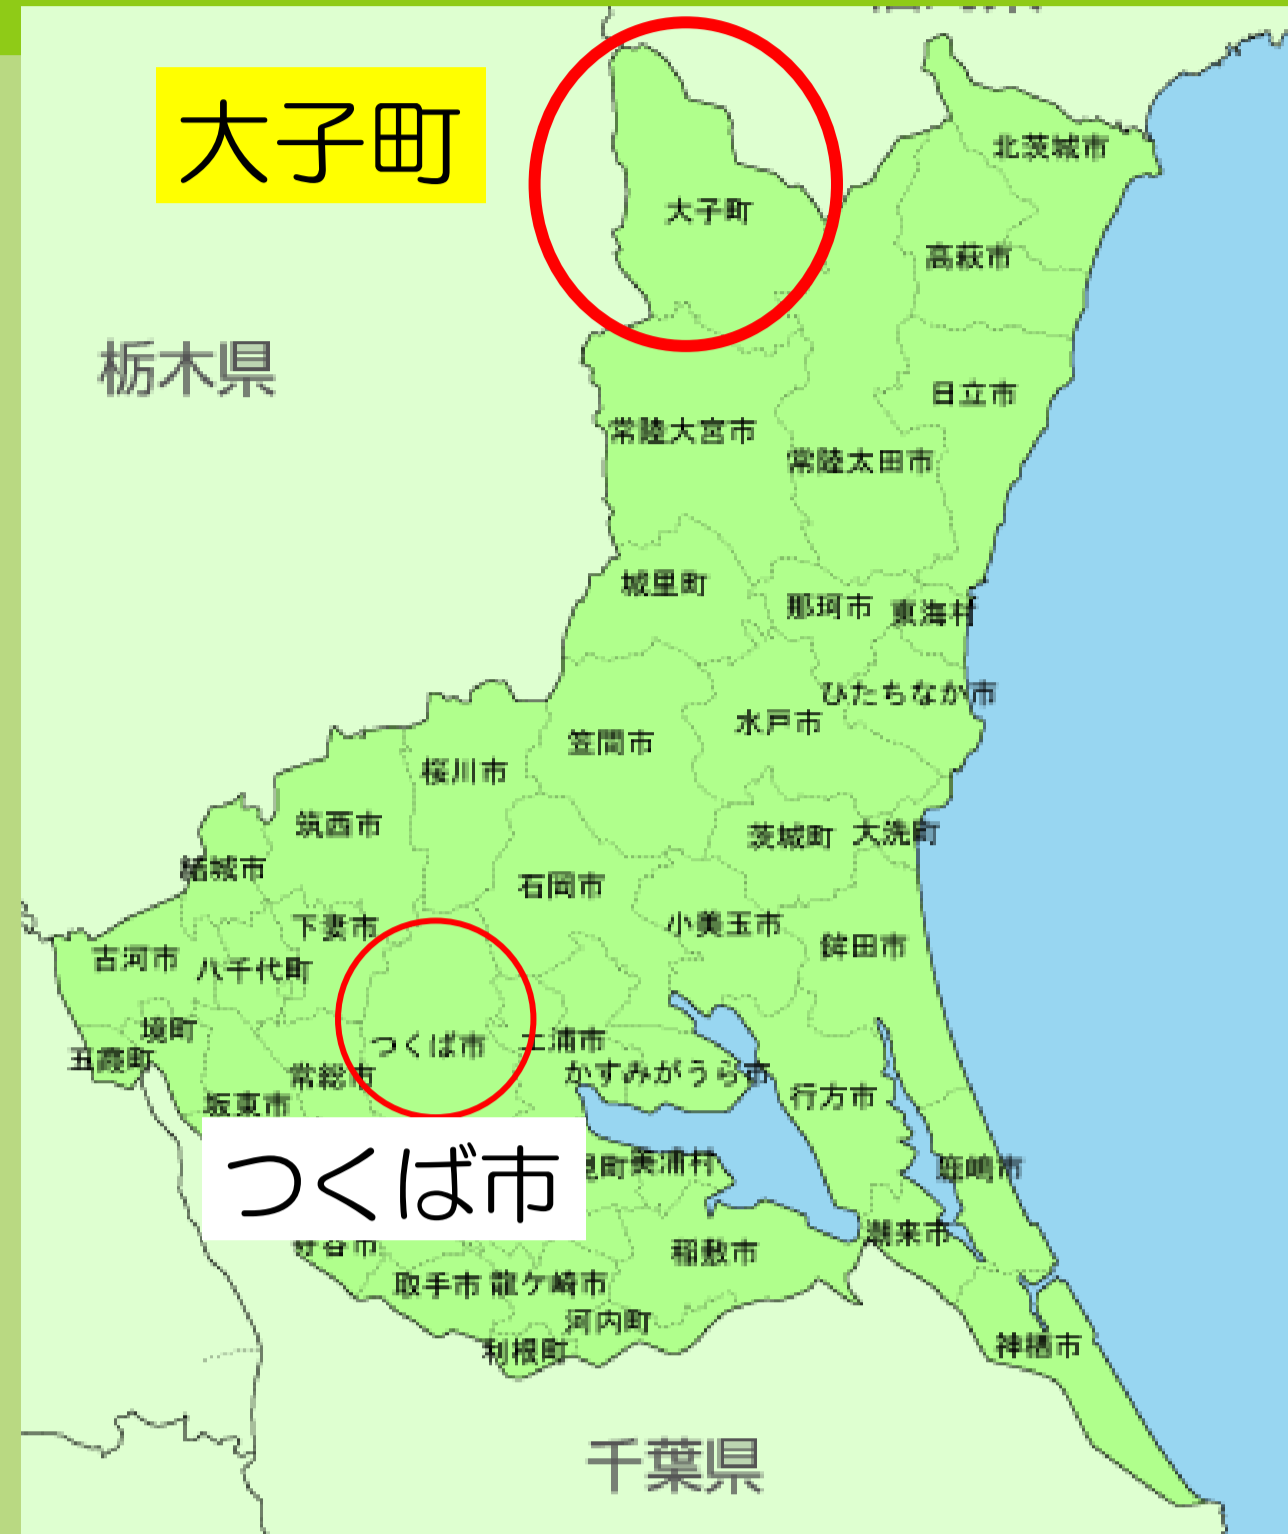 大子町
北茨城市
大子町
高萩市
栃木県
日立市
常陸大宮市
常陸太田市
城里町
那珂市
東海村
ひたちなか市
水戸市
笠間市
桜川市
筑西市
茨城町
大洗町
結城市
石岡市
小美玉市
下妻市
鉾田市
古河市
八千代町
境町
つくば市
土浦市
五霞町
かすみがうら市
常総市
行方市
坂東市
つくば市
見町
美浦村
鹿嶋市
潮来市
守谷市
稲敷市
取手市
龍ケ崎市
河内町
利根町
神栖市
千葉県